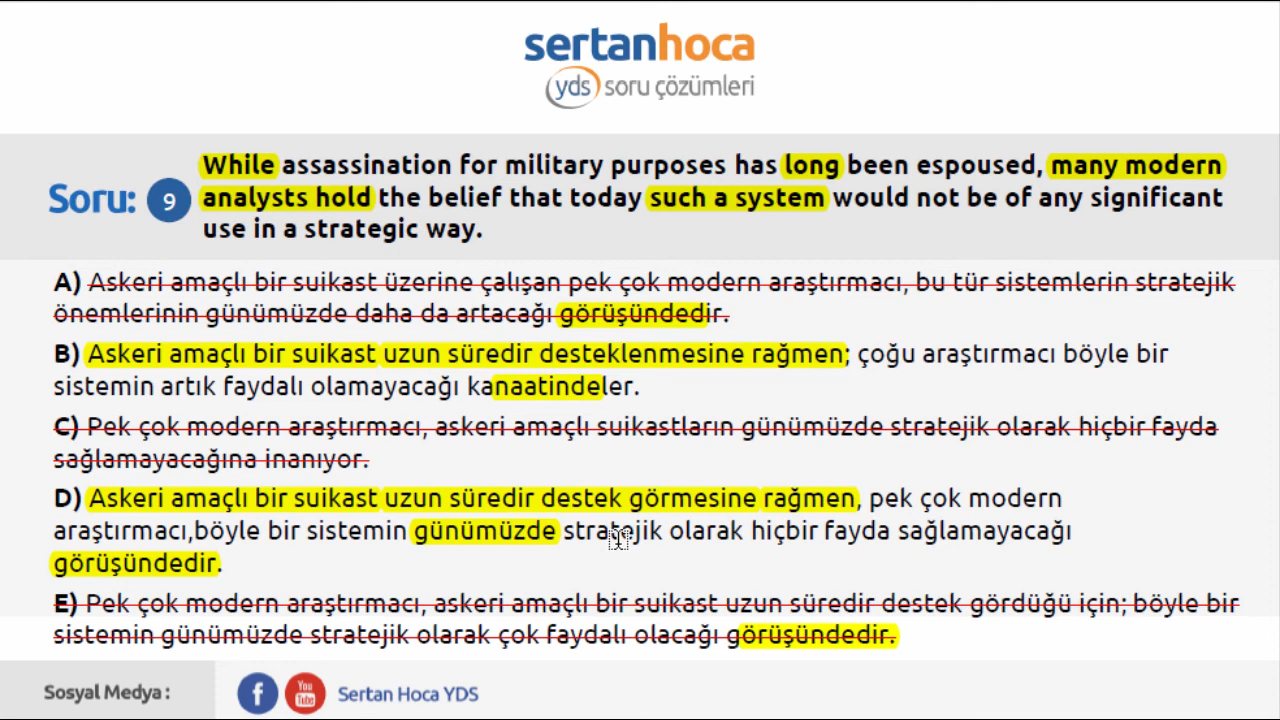 sertanhoca
yds soru çözümleri
While assassination for military purposes has long been espoused, many modern
Soru: 9 analysts hold the belief that today such a system would not be of any significant
use in a strategic way.
A) Askeri amaçlı bir suikast üzerine çalışan pek çok modern araştırmacı, bu tür sistemlerin stratejik
önemlerinin günümüzde daha da artacağı görüşündedir.
B) Askeri amaçlı bir suikast uzun süredir desteklenmesine rağmen; çoğu araştırmacı böyle bir
sistemin artık faydalı olamayacağı kanaatindeler.
C) Pek çok modern araştırmacı, askeri amaçlı suikastların günümüzde stratejik olarak hiçbir fayda
sağlamayacağına inanıyor.
D) Askeri amaçlı bir suikast uzun süredir destek görmesine rağmen, pek çok modern
araştırmacı,böyle bir sistemin günümüzde stratejik olarak hiçbir fayda sağlamayacağı
görüşündedir.
E) Pek çok modern araştırmacı, askeri amaçlı bir suikast uzun süredir destek gördüğü için; böyle bir
sistemin günümüzde stratejik olarak çok faydalı olacağı görüşündedir.
Sosyal Medya : f You Tube Sertan Hoca YDS